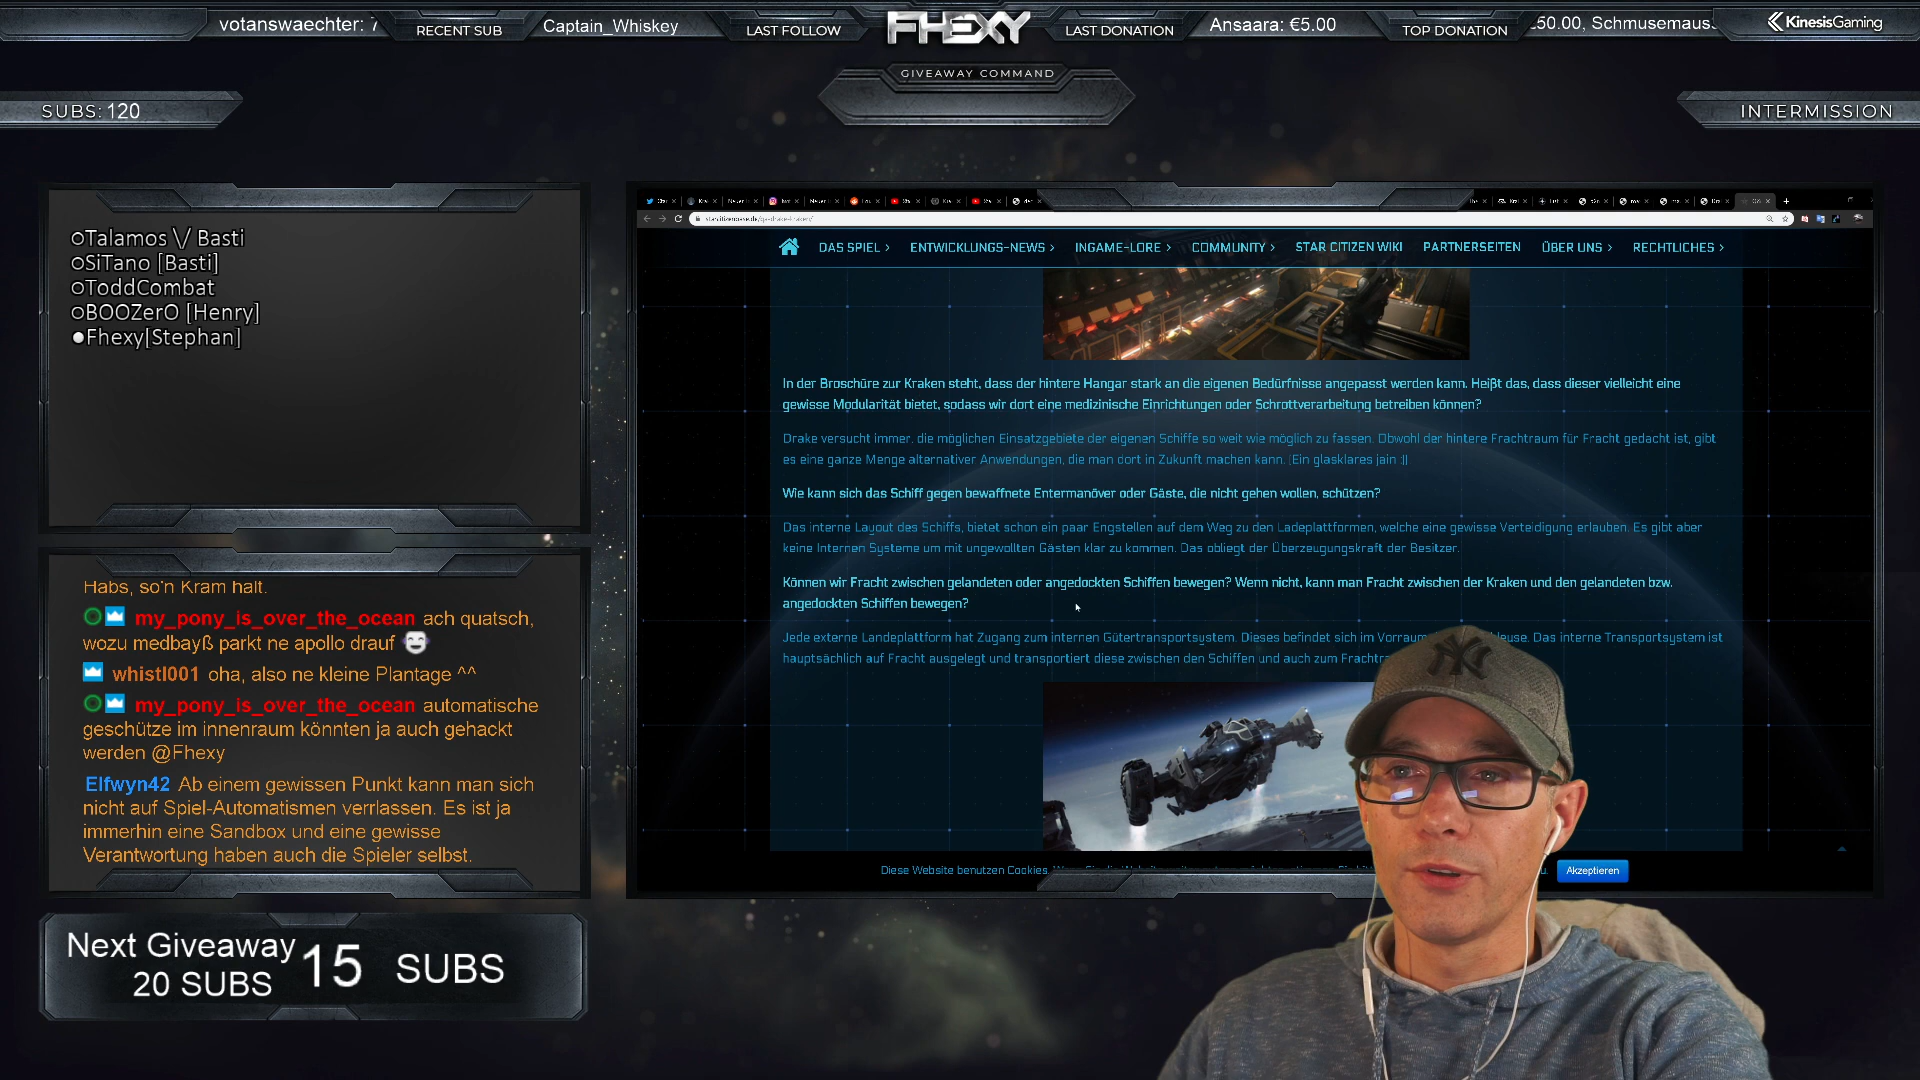 votanswaechter: 7
RECENT SUB
Captain_Whiskey
LAST FOLLOW
FHEXY
LAST DONATION
Ansaara: €5.00
TOP DONATION
€50.00, Schmusemaus
KinesisGaming
GIVEAWAY COMMAND
SUBS: 120
INTERMISSION
Talamos \/ Basti
SiTano [Basti]
ToddCombat
BOOZerO [Henry]
Fhexy[Stephan]
DAS SPIEL
ENTWICKLUNGS-NEWS
INGAME-LORE
COMMUNITY
STAR CITIZEN WIKI
PARTNERSEITEN
ÜBER UNS
RECHTLICHES
In der Broschüre zur Kraken steht, dass der hintere Hangar stark an die eigenen Bedürfnisse angepasst werden kann. Heißt das, dass dieser vielleicht eine
gewisse Modularität bietet, sodass wir dort eine medizinische Einrichtungen oder Schrottverarbeitung betreiben können?
Drake versucht immer, die möglichen Einsatzgebiete der eigenen Schiffe so weit wie möglich zu fassen. Obwohl der hintere Frachtraum für Fracht gedacht ist, gibt
es eine ganze Menge alternativer Anwendungen, die man dort in Zukunft machen kann. (Ein glasklares jain :))
Wie kann sich das Schiff gegen bewaffnete Entermanöver oder Gäste, die nicht gehen wollen, schützen?
Das interne Layout des Schiffs, bietet schon ein paar Engstellen auf dem Weg zu den Ladeplattformen, welche eine gewisse Verteidigung erlauben. Es gibt aber
keine Internen Systeme um mit ungewollten Gästen klar zu kommen. Das obliegt der Überzeugungskraft der Besitzer.
Können wir Fracht zwischen gelandeten oder angedockten Schiffen bewegen? Wenn nicht, kann man Fracht zwischen der Kraken und den gelandeten bzw.
angedockten Schiffen bewegen?
Jede externe Landeplattform hat Zugang zum internen Gütertransportsystem. Dieses befindet sich im Vorraum Das interne Transportsystem ist
hauptsächlich auf Fracht ausgelegt und transportiert diese zwischen den Schiffen und auch zum
Diese Website benutzen Cookies.
Akzeptieren
Habs, so'n Kram halt.
my_pony_is_over_the_ocean ach quatsch,
wozu medbayß parkt ne apollo drauf
whistl001 oha, also ne kleine Plantage ^^
my_pony_is_over_the_ocean automatische
geschütze im innenraum könnten ja auch gehackt
werden @Fhexy
Elfwyn42 Ab einem gewissen Punkt kann man sich
nicht auf Spiel-Automatismen verrlassen. Es ist ja
immerhin eine Sandbox und eine gewisse
Verantwortung haben auch die Spieler selbst.
Next Giveaway
20 SUBS
15 SUBS